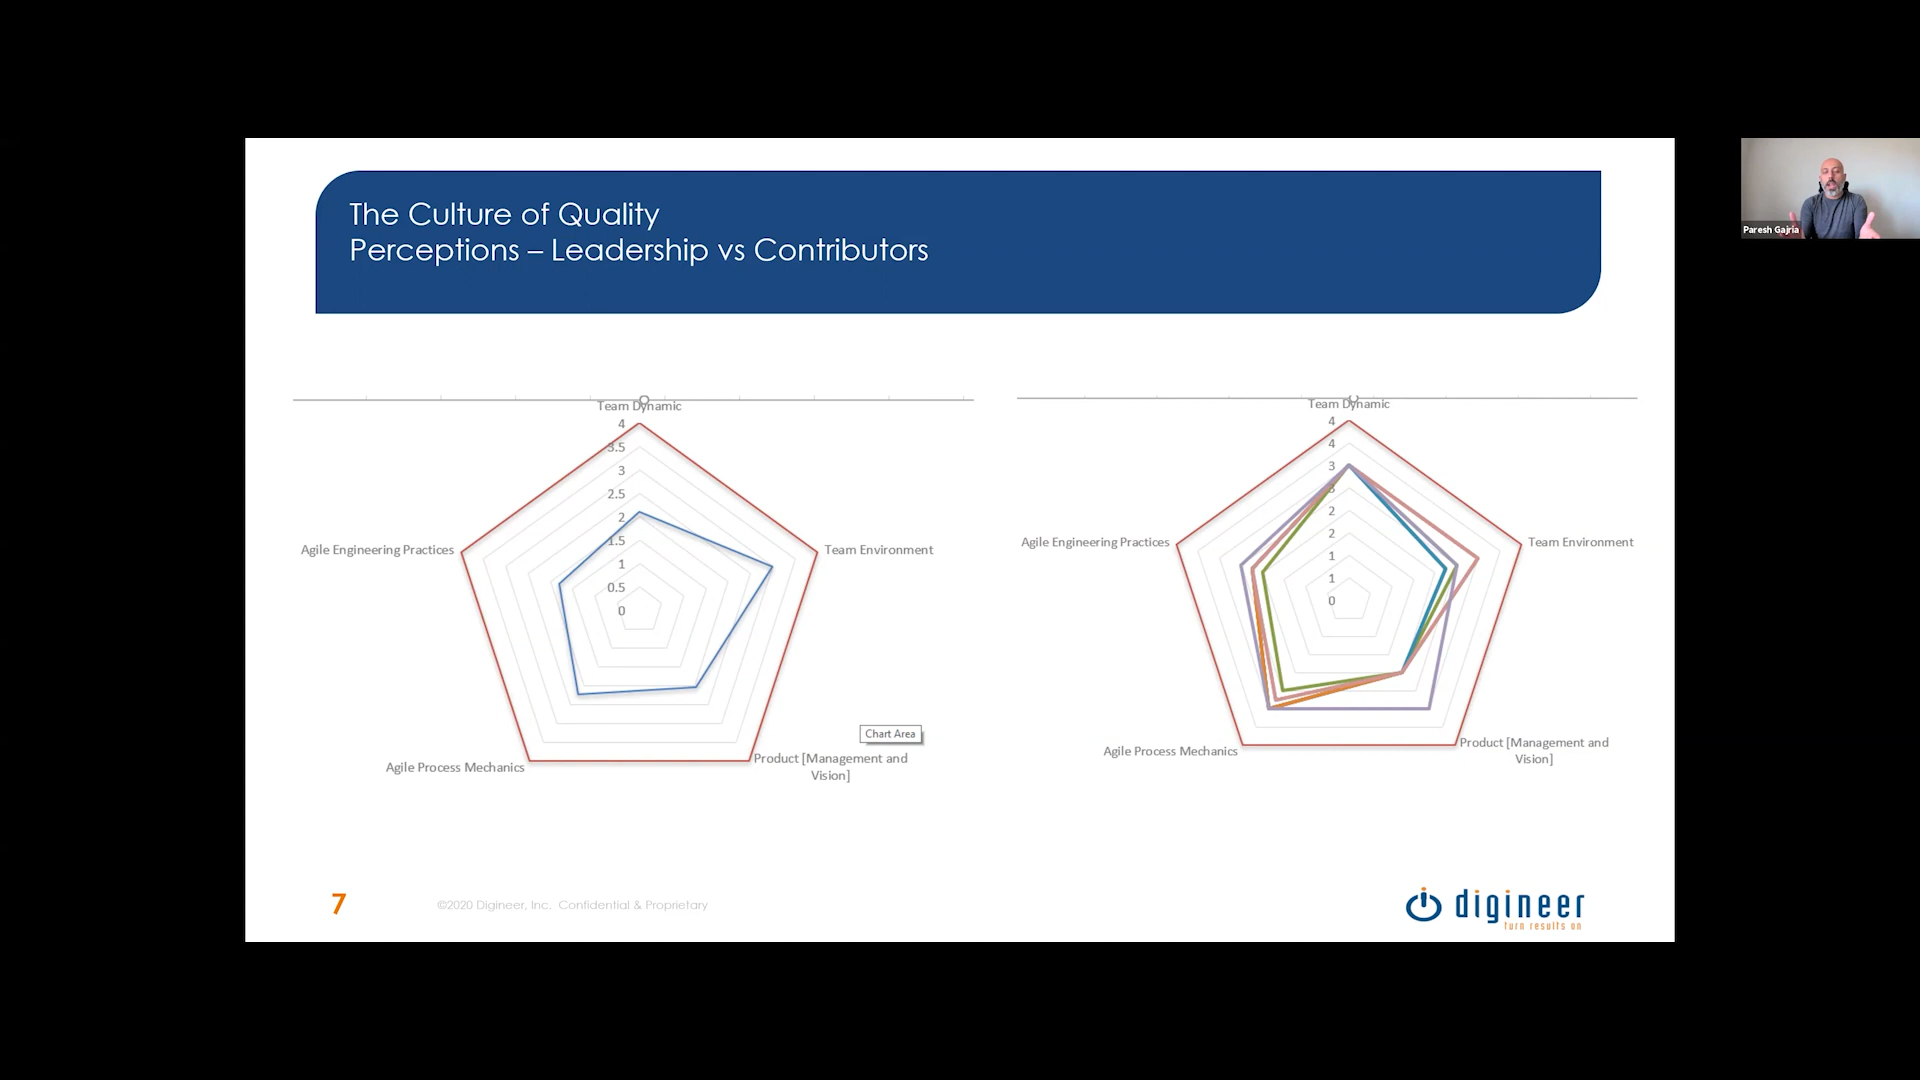 The Culture of Quality
Perceptions – Leadership vs Contributors
Paresh Gajria
Team Dynamic
4
3.5
3
2.5
2
1.5
1
0.5
0
Agile Engineering Practices
Team Environment
Chart Area
Agile Process Mechanics
Product [Management and
Vision]
Team Dynamic
4
4
3
3
2
2
1
1
0
Agile Engineering Practices
Team Environment
Agile Process Mechanics
Product [Management and
Vision]
7
©2020 Digineer, Inc. Confidential & Proprietary
digineer
turn results on